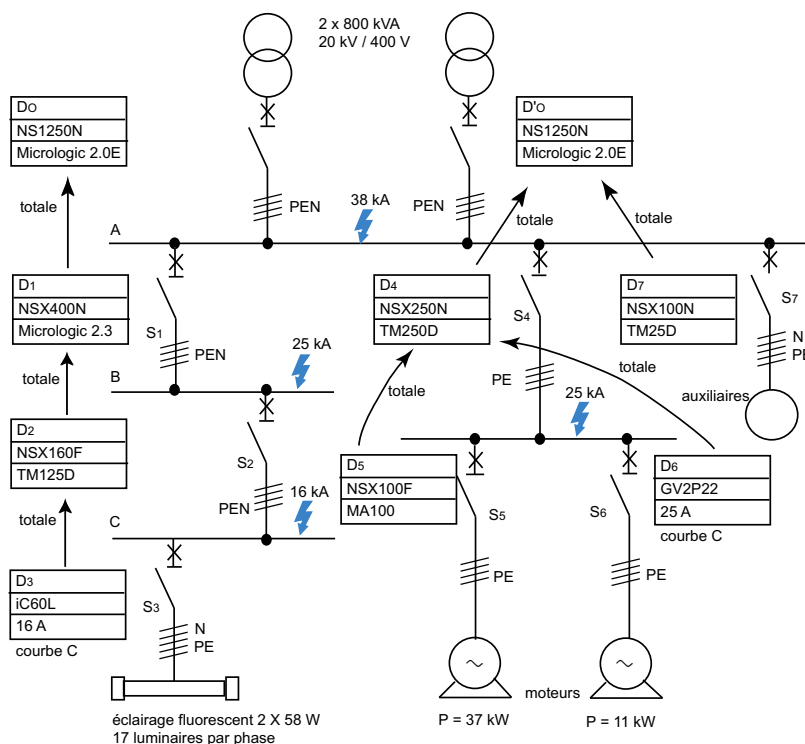 2 x 800 kVA
20 kV / 400 V
Do
NS1250N
Micrologic 2.0E
D'o
NS1250N
Micrologic 2.0E
totale
PEN
38 kA
PEN
totale
totale
A
D1
NSX400N
Micrologic 2.3
S1
PEN
D4
NSX250N
TM250D
S4
PE
D7
NSX100N
TM25D
S7
N
PE
auxiliaires
totale
B
25 kA
totale
totale
25 kA
D2
NSX160F
TM125D
S2
PEN
16 kA
D5
NSX100F
MA100
S5
PE
S6
PE
D6
GV2P22
25 A
courbe C
totale
C
D3
iC60L
16 A
courbe C
S3
N
PE
moteurs
éclairage fluorescent 2 X 58 W
17 luminaires par phase
P = 37 kW
P = 11 kW